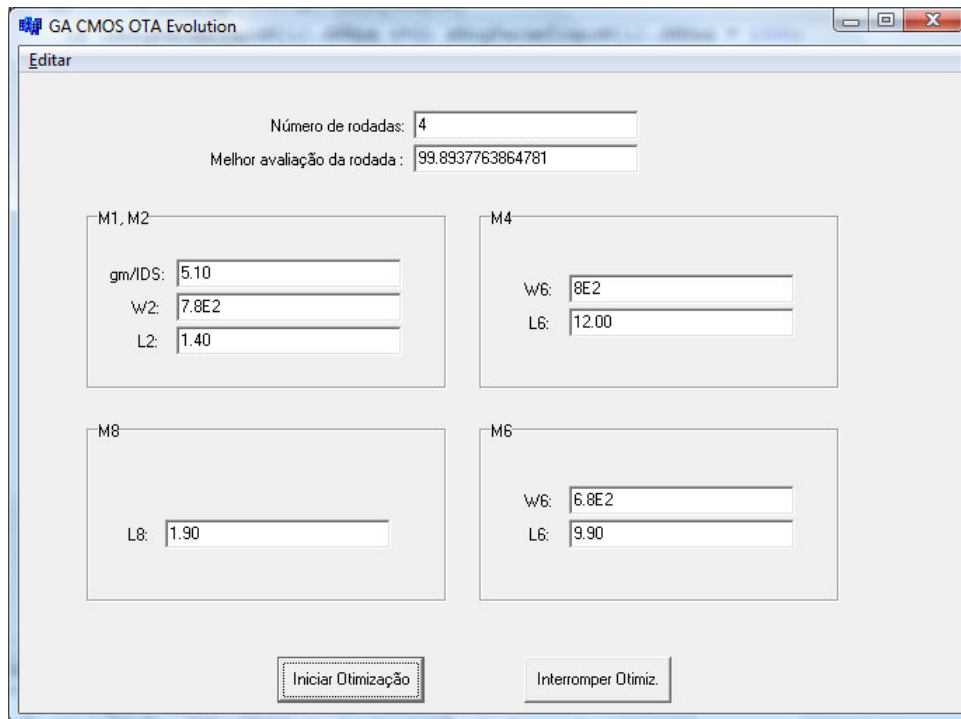 GA CMOS OTA Evolution
Editar
Número de rodadas: 4
Melhor avaliação da rodada : 99.8937763864781
M1, M2
gm/IDS: 5.10
W2: 7.8E2
L2: 1.40
M4
W6: 8E2
L6: 12.00
M8
L8: 1.90
M6
W6: 6.8E2
L6: 9.90
Iniciar Otimização
Interromper Otimiz.